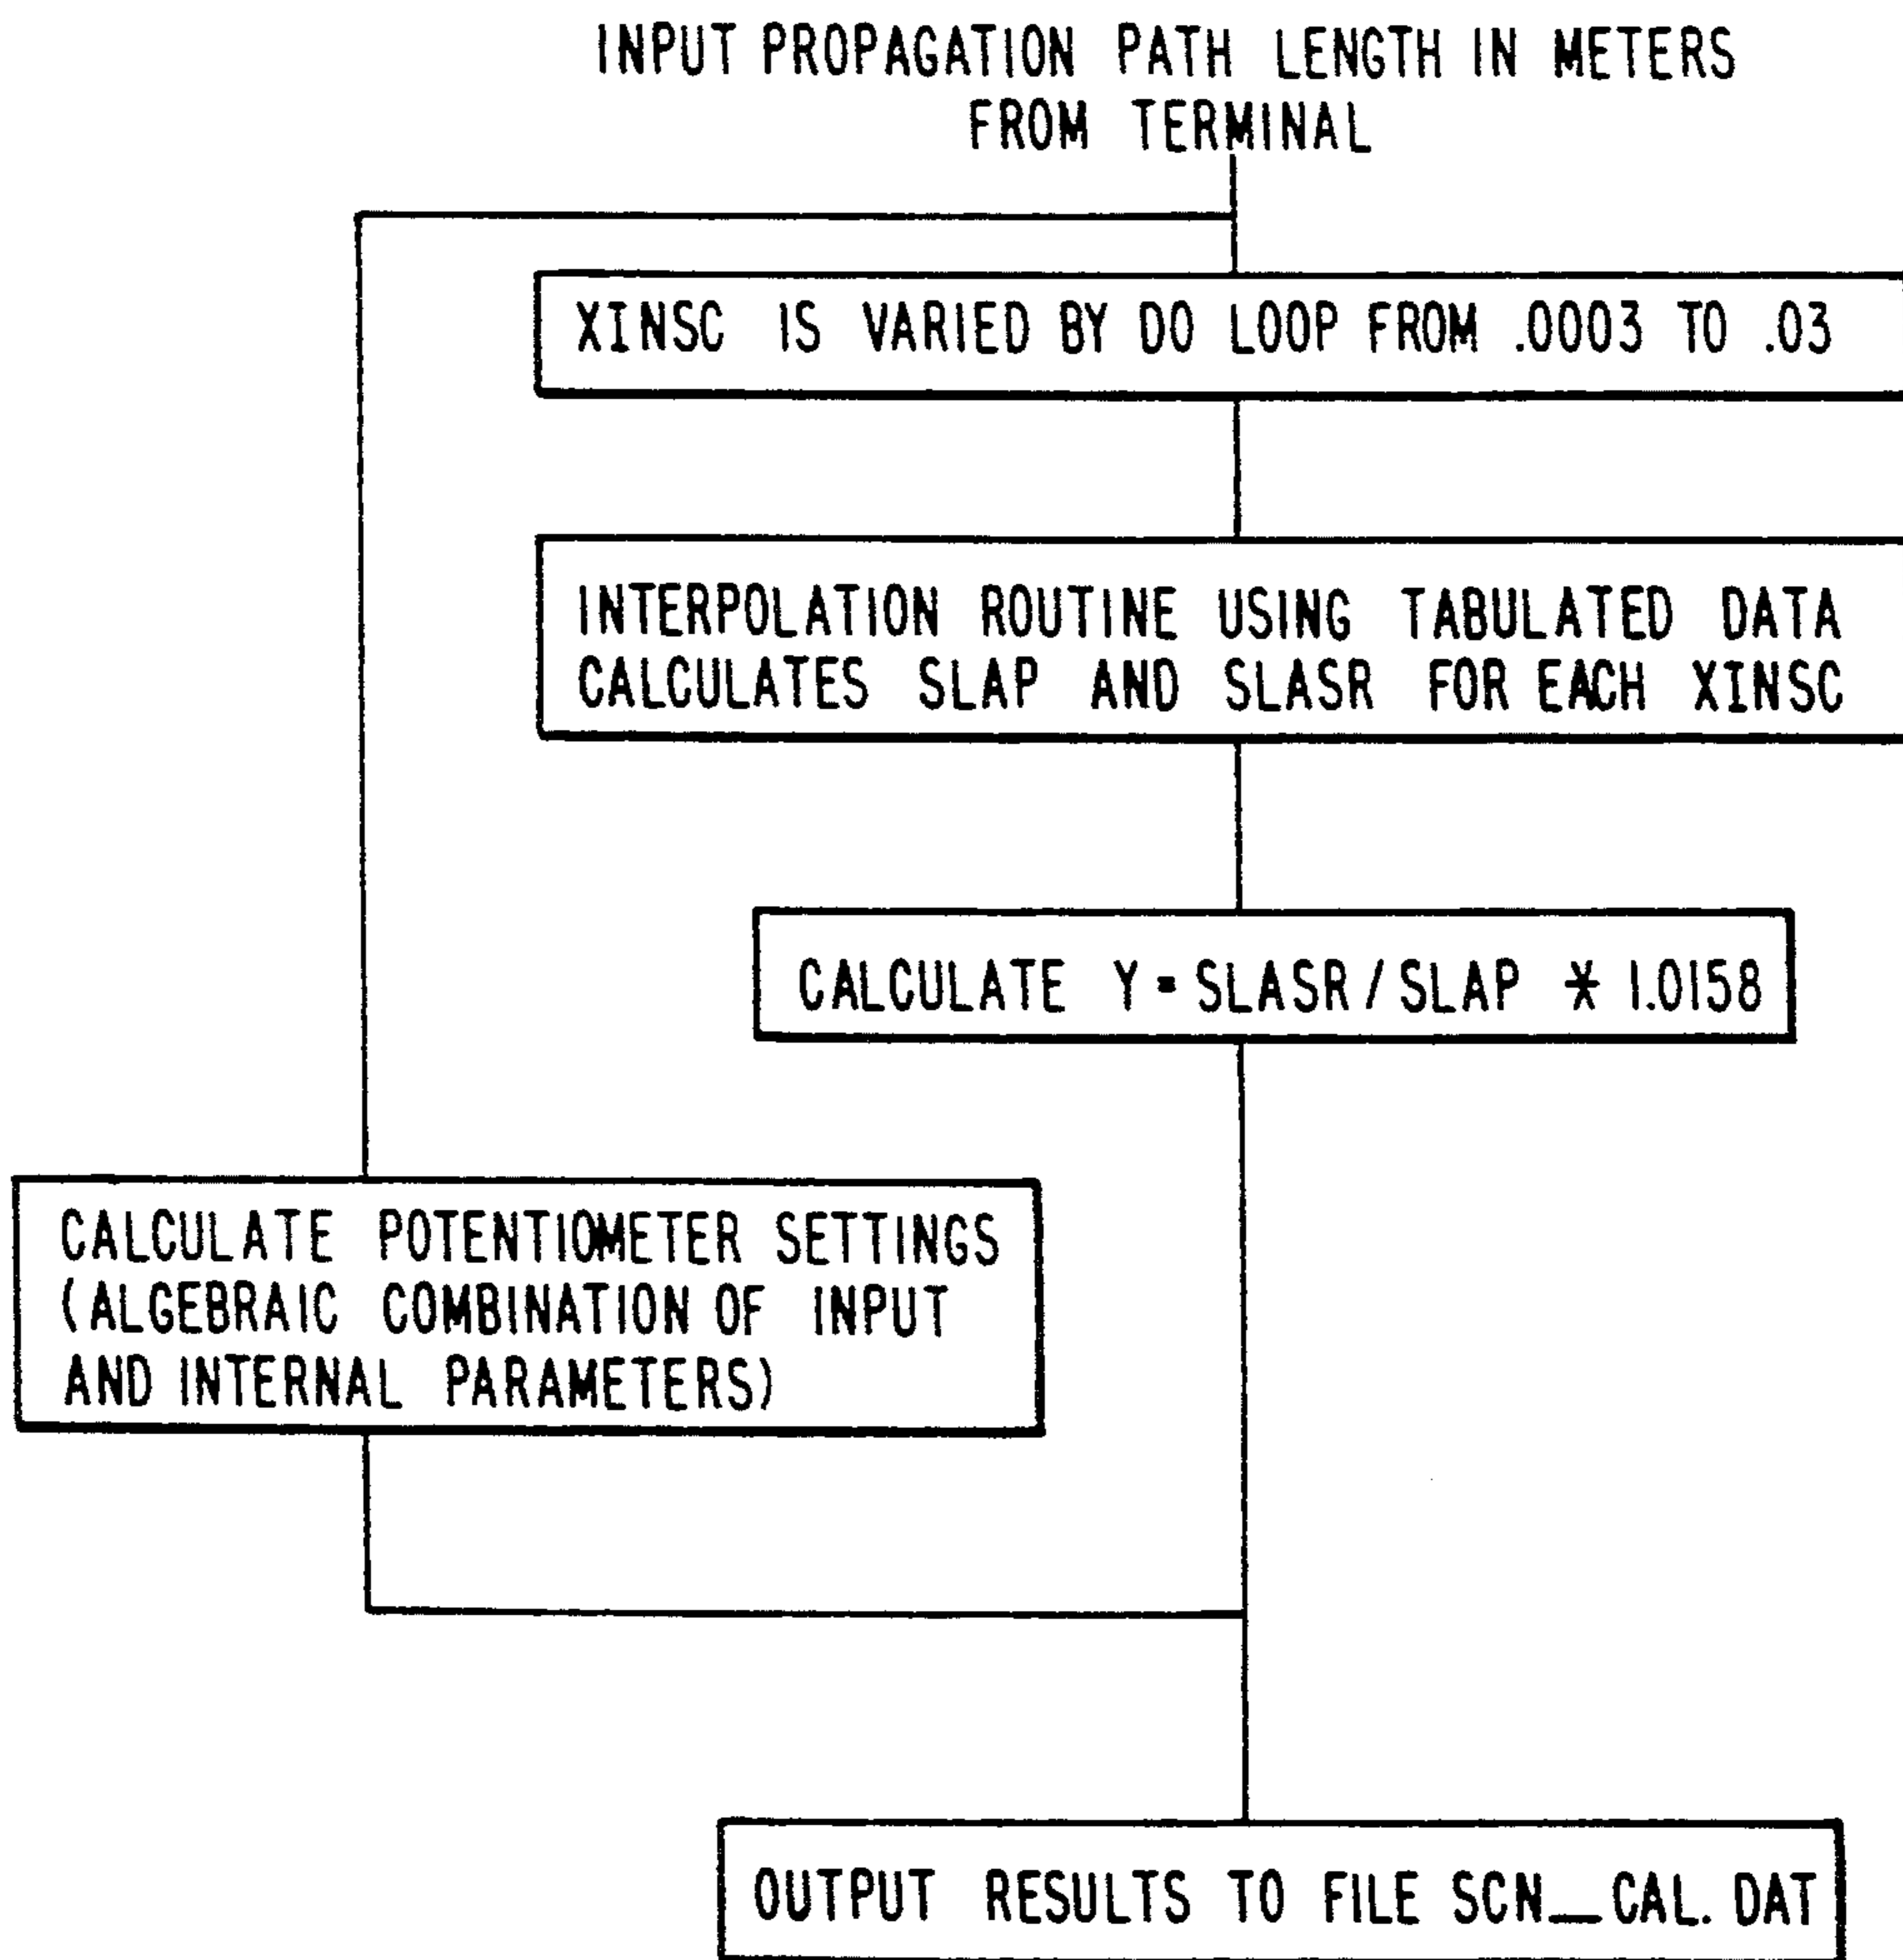 INPUT PROPAGATION PATH LENGTH IN METERS
FROM TERMINAL
XINSC IS VARIED BY DO LOOP FROM .0003 TO .03
INTERPOLATION ROUTINE USING TABULATED DATA
CALCULATES SLAP AND SLASR FOR EACH XINSC
CALCULATE Y = SLASR / SLAP * 1.0158
CALCULATE POTENTIOMETER SETTINGS
(ALGEBRAIC COMBINATION OF INPUT
AND INTERNAL PARAMETERS)
OUTPUT RESULTS TO FILE SCN_CAL. DAT